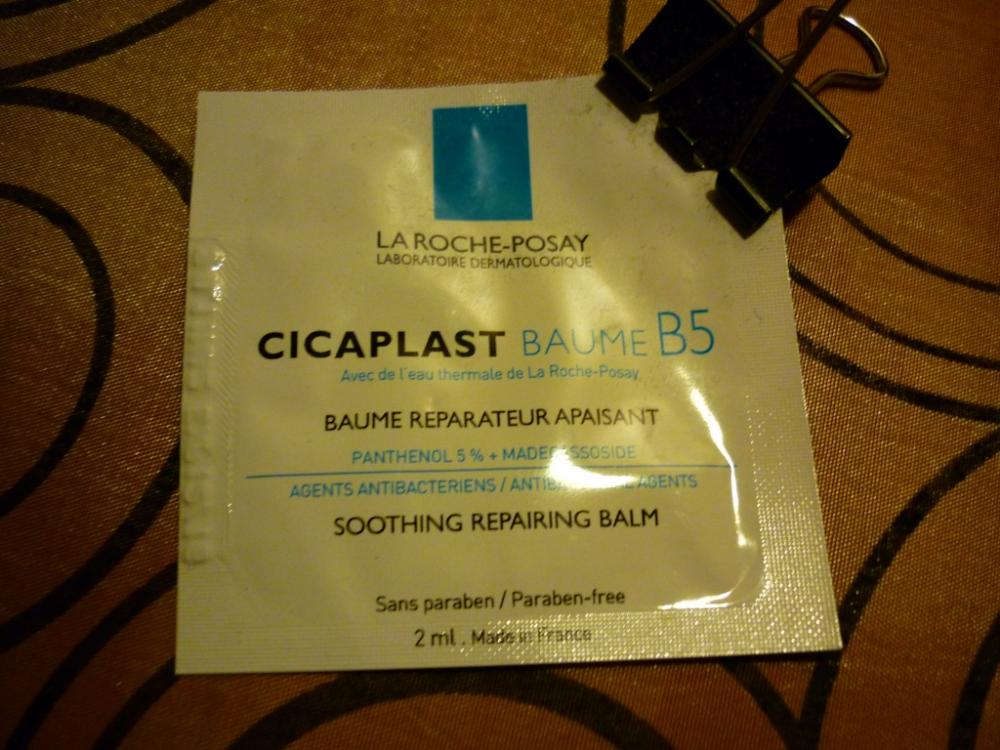 LA ROCHE-POSAY
LABORATOIRE DERMATOLOGIQUE
CICAPLAST BAUME B5
Avec de l'eau thermale de La Roche-Posay
BAUME REPARATEUR APAISANT
PANTHENOL 5 % + MADECASSOSIDE
AGENTS ANTIBACTERIENS / AGENTS
SOOTHING REPAIRING BALM
Sans paraben / Paraben-free
2 ml . Made in France